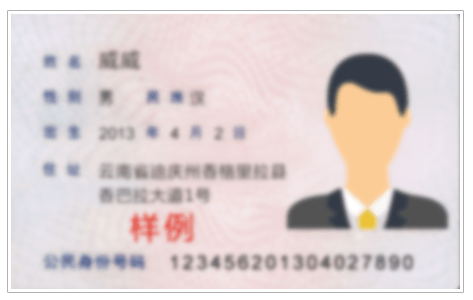 姓 名 威威
性 别 男 民 族 汉
出 生 2013 年 4 月 2 日
住 址 云南省迪庆州香格里拉县
香巴拉大道1号
样例
公民身份号码 123456201304027890